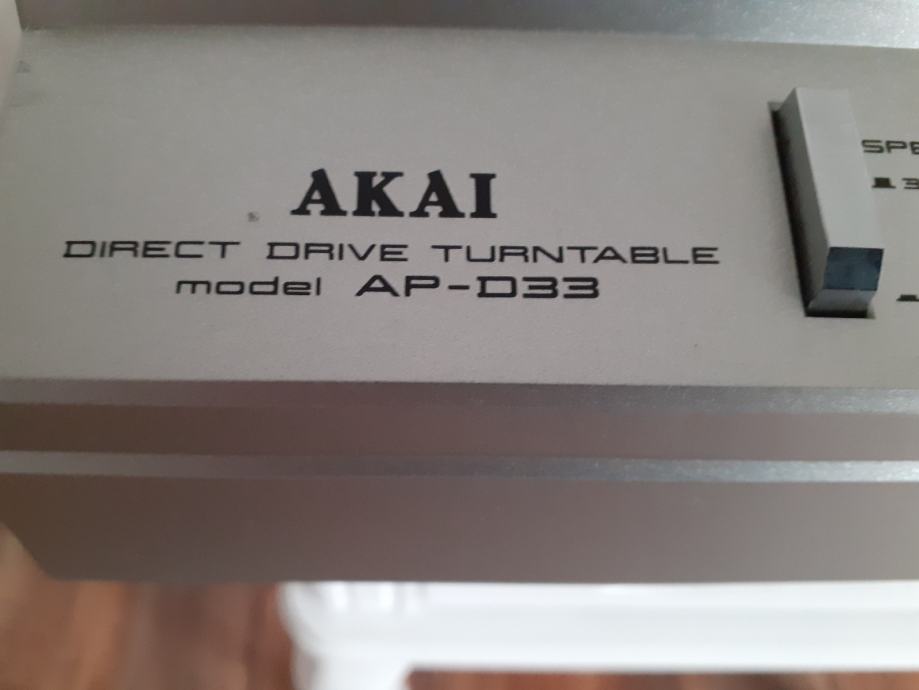 AKAI
DIRECT DRIVE TURNTABLE
model AP-D33